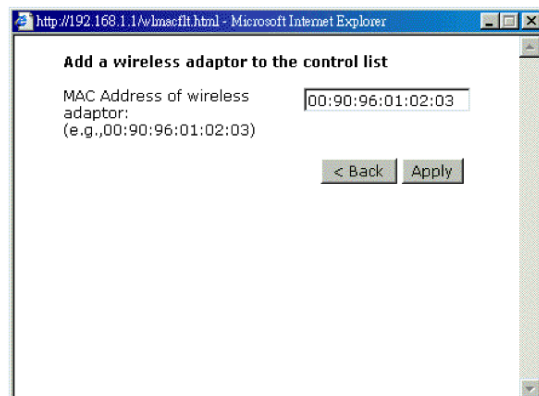 http://192.168.1.1/wlmacflt.html - Microsoft Internet Explorer
Add a wireless adaptor to the control list
MAC Address of wireless
adaptor:
(e.g.,00:90:96:01:02:03)
00:90:96:01:02:03
< Back
Apply